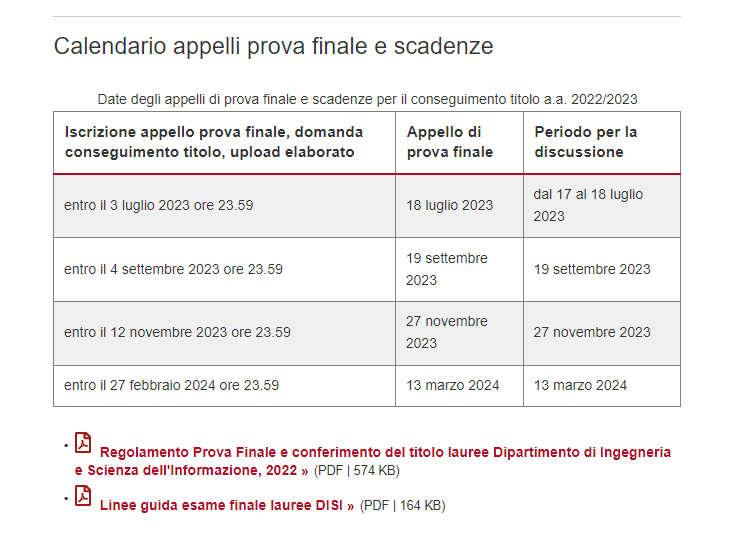 Calendario appelli prova finale e scadenze
Date degli appelli di prova finale e scadenze per il conseguimento titolo a.a. 2022/2023
Iscrizione appello prova finale, domanda
conseguimento titolo, upload elaborato
Appello di
prova finale
Periodo per la
discussione
entro il 3 luglio 2023 ore 23.59
18 luglio 2023
dal 17 al 18 luglio
2023
entro il 4 settembre 2023 ore 23.59
19 settembre
2023
19 settembre 2023
entro il 12 novembre 2023 ore 23.59
27 novembre
2023
27 novembre 2023
entro il 27 febbraio 2024 ore 23.59
13 marzo 2024
13 marzo 2024
Regolamento Prova Finale e conferimento del titolo lauree Dipartimento di Ingegneria
e Scienza dell'Informazione, 2022 » (PDF | 574 KB)
Linee guida esame finale lauree DISI » (PDF | 164 KB)